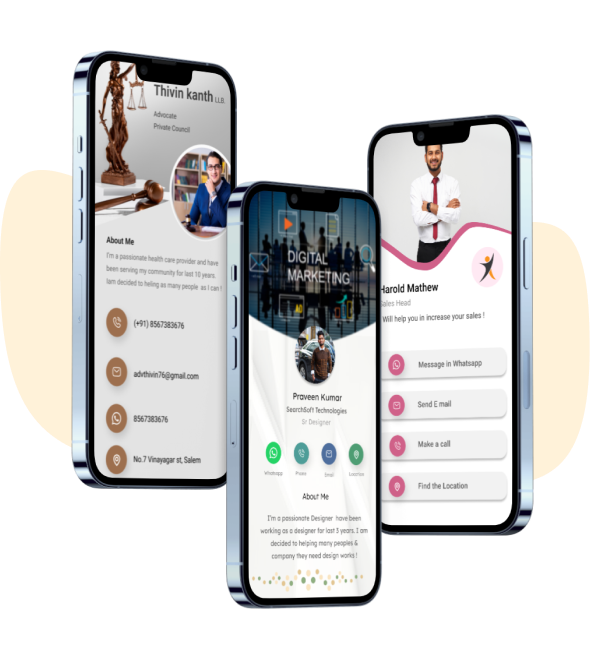 Thivin kanth LLB.
Advocate
Private Council
About Me
I'm a passionate health care provider and have
been serving my community for last 10 years.
Iam decided to heling as many people as I can !
(+91) 8567383676
advthivin76@gmail.com
8567383676
No.7 Vinayagar st, Salem
DIGITAL
MARKETING
AD
Praveen Kumar
SearchSoft Technologies
Sr Designer
Whatsapp
Phone
Email
Location
About Me
I'm a passionate Designer have been
working as a designer for last 3 years. I am
decided to helping many peoples &
company they need design works !
Harold Mathew
Sales Head
Will help you in increase your sales !
Message in Whatsapp
Send E mail
Make a call
Find the Location